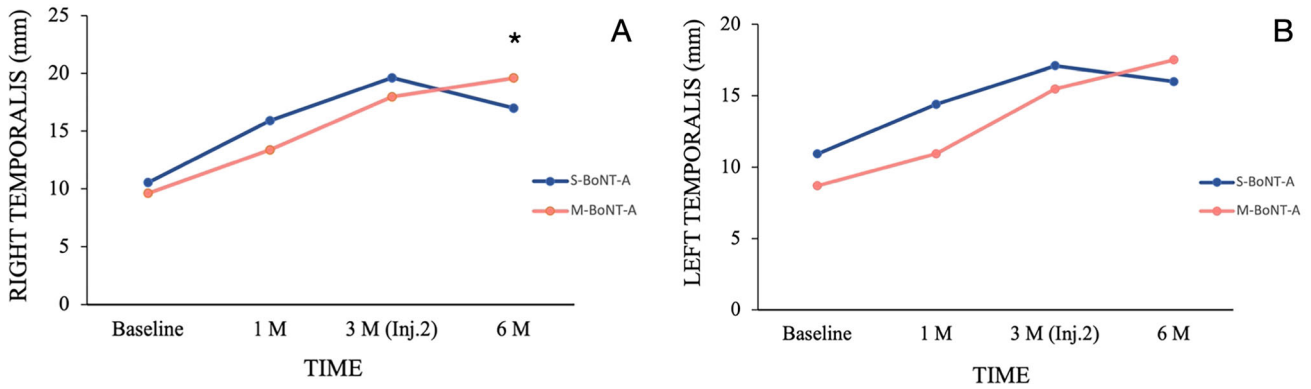 A
RIGHT TEMPORALIS (mm)
25
20
15
10
5
0
*
S-BoNT-A
M-BoNT-A
Baseline 1 M 3 M (Inj.2) 6 M
TIME
B
LEFT TEMPORALIS (mm)
20
15
10
5
0
S-BoNT-A
M-BoNT-A
Baseline 1 M 3 M (Inj.2) 6 M
TIME